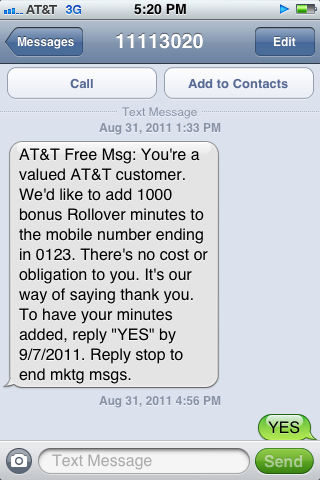 AT&T 3G 5:20 PM
Messages 11113020 Edit
Call Add to Contacts
Text Message
Aug 31, 2011 1:33 PM
AT&T Free Msg: You're a
valued AT&T customer.
We'd like to add 1000
bonus Rollover minutes to
the mobile number ending
in 0123. There's no cost or
obligation to you. It's our
way of saying thank you.
To have your minutes
added, reply "YES" by
9/7/2011. Reply stop to
end mktg msgs.
Aug 31, 2011 4:56 PM
YES
Text Message Send